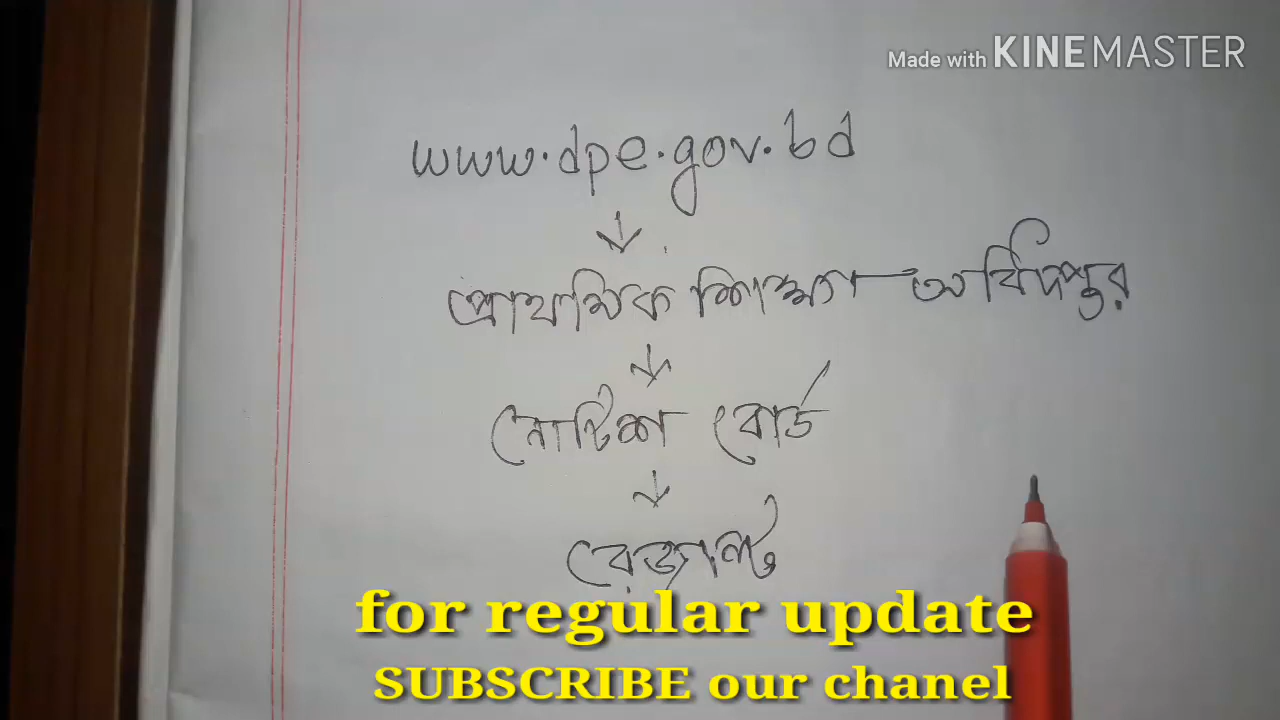 Made with KINEMASTER
www.dpe.gov.bd
↓
প্রাথমিক শিক্ষা অধিদপ্তর
↓
নোটিশ বোর্ড
↓
রেজাল্ট
for regular update
SUBSCRIBE our chanel